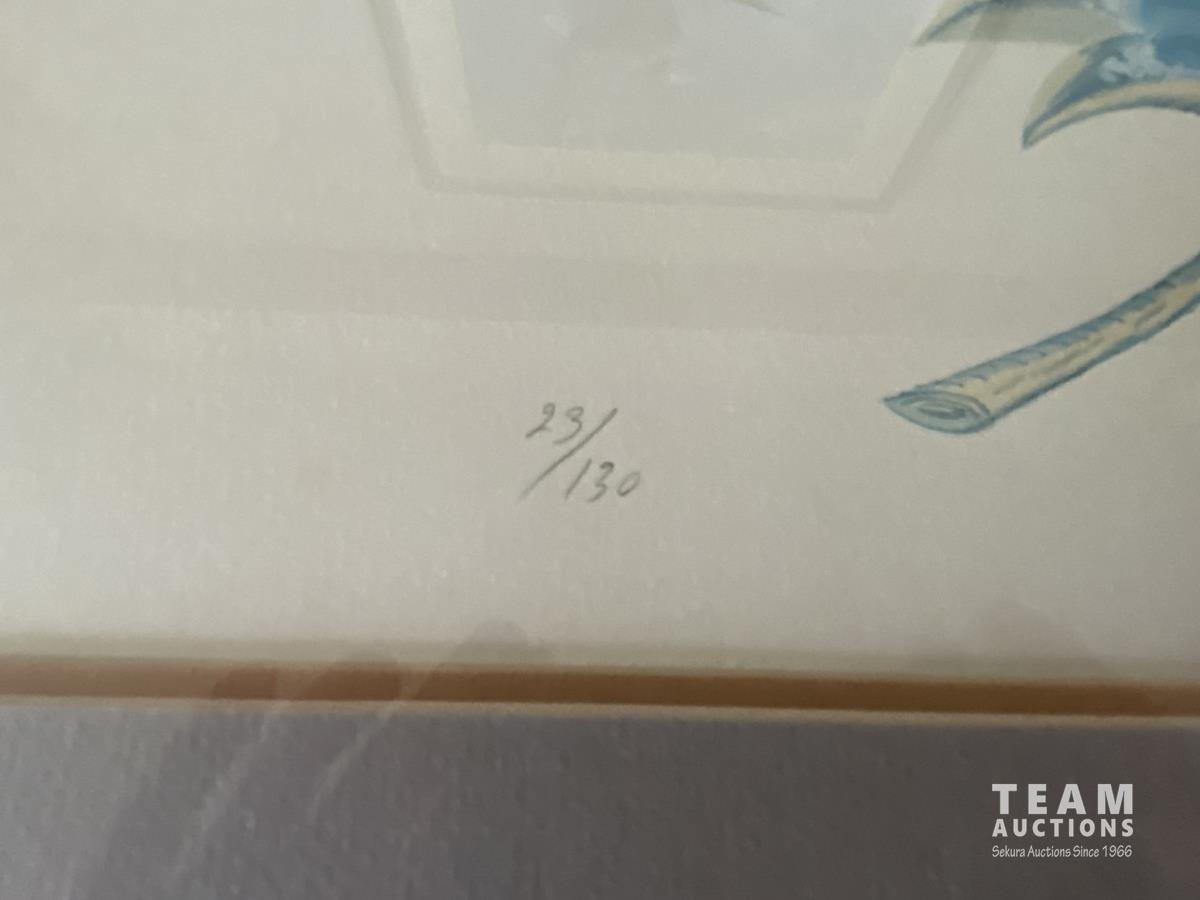 23/130
TEAM
AUCTIONS
Sekura Auctions Since 1966